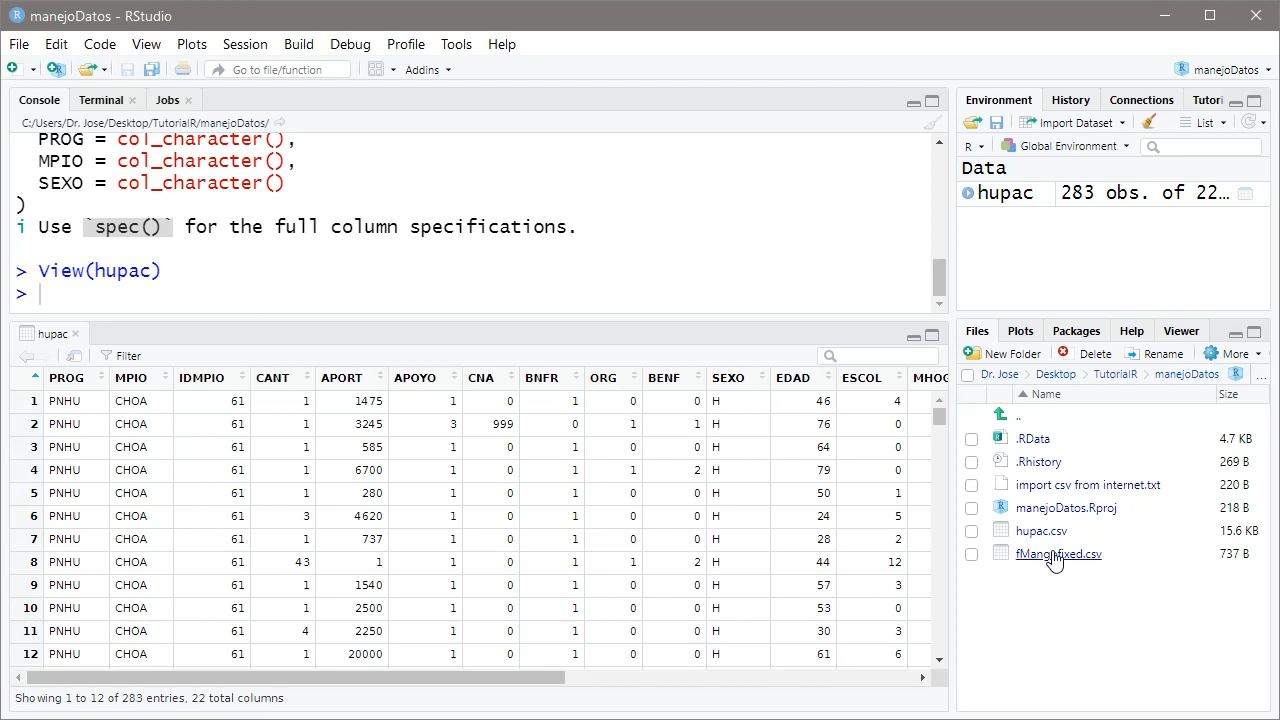 manejoDatos - RStudio
File Edit Code View Plots Session Build Debug Profile Tools Help
Go to file/function Addins manejoDatos
Console Terminal Jobs
C:/Users/Dr. Jose/Desktop/TutorialR/manejoDatos/
PROG = col_character(),
MPIO = col_character(),
SEXO = col_character()
)
i Use `spec()` for the full column specifications.
> View(hupac)
>
hupac
Filter
PROG MPIO IDMPIO CANT APORT APOYO CNA BNFR ORG BENF SEXO EDAD ESCOL MHOG
1 PNHU CHOA 61 1 1475 1 0 1 0 0 H 46 4
2 PNHU CHOA 61 1 3245 3 999 0 1 1 H 76 0
3 PNHU CHOA 61 1 585 1 0 1 0 0 H 64 0
4 PNHU CHOA 61 1 6700 1 0 1 1 2 H 79 0
5 PNHU CHOA 61 1 280 1 0 1 0 0 H 50 1
6 PNHU CHOA 61 3 4620 1 0 1 0 0 H 24 5
7 PNHU CHOA 61 1 737 1 0 1 0 0 H 28 2
8 PNHU CHOA 61 43 1 1 0 1 1 2 H 44 12
9 PNHU CHOA 61 1 1540 1 0 1 0 0 H 57 3
10 PNHU CHOA 61 1 2500 1 0 1 0 0 H 53 0
11 PNHU CHOA 61 4 2250 1 0 1 0 0 H 30 3
12 PNHU CHOA 61 1 20000 1 0 1 0 0 H 61 6
Showing 1 to 12 of 283 entries, 22 total columns
Environment History Connections Tutori
Import Dataset List
R Global Environment
Data
hupac 283 obs. of 22…
Files Plots Packages Help Viewer
New Folder Delete Rename More
Dr. Jose Desktop TutorialR manejoDatos ...
Name Size
..
.RData 4.7 KB
.Rhistory 269 B
import csv from internet.txt 220 B
manejoDatos.Rproj 218 B
hupac.csv 15.6 KB
737 B